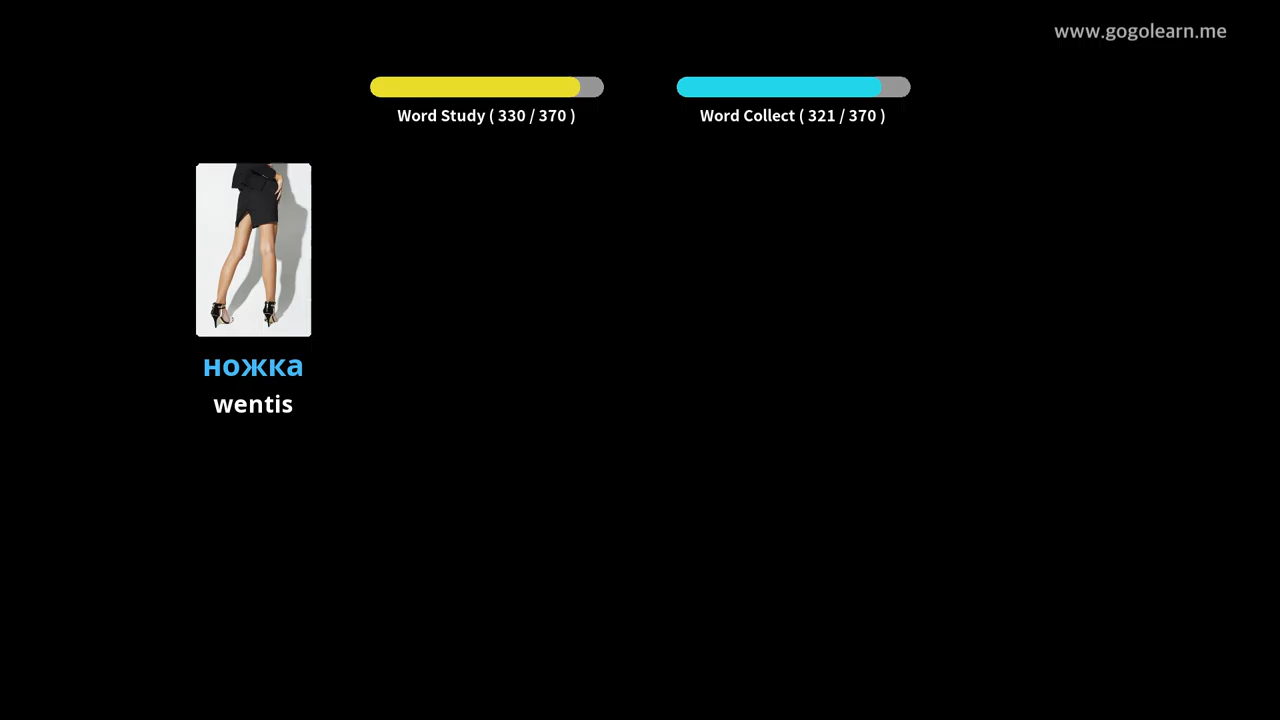 www.gogolearn.me
Word Study ( 330 / 370 )
Word Collect ( 321 / 370 )
ножка
wentis